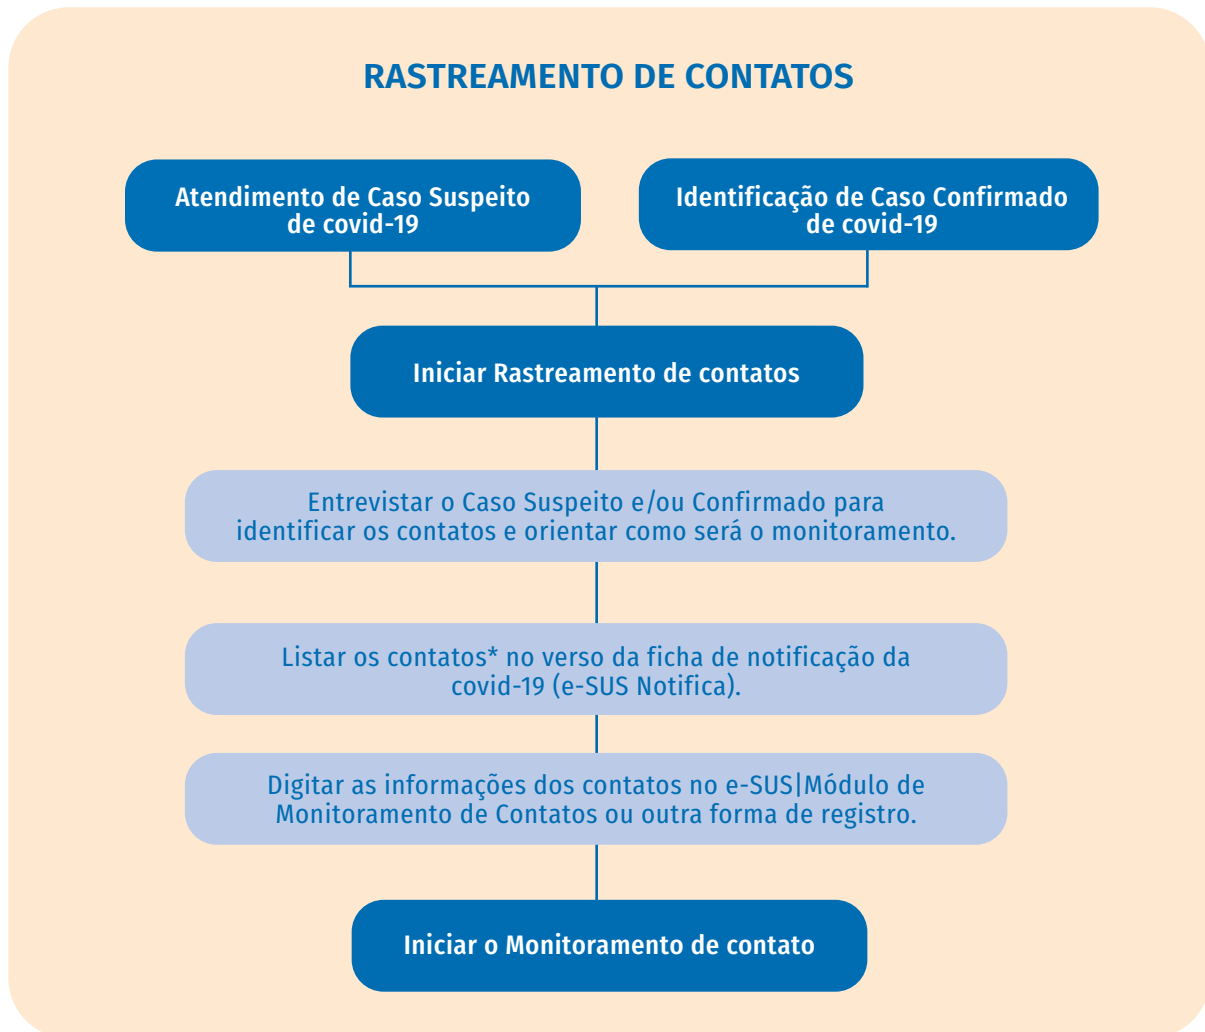 RASTREAMENTO DE CONTATOS
Atendimento de Caso Suspeito
de covid-19
Identificação de Caso Confirmado
de covid-19
Iniciar Rastreamento de contatos
Entrevistar o Caso Suspeito e/ou Confirmado para
identificar os contatos e orientar como será o monitoramento.
Listar os contatos* no verso da ficha de notificação da
covid-19 (e-SUS Notifica).
Digitar as informações dos contatos no e-SUS|Módulo de
Monitoramento de Contatos ou outra forma de registro.
Iniciar o Monitoramento de contato